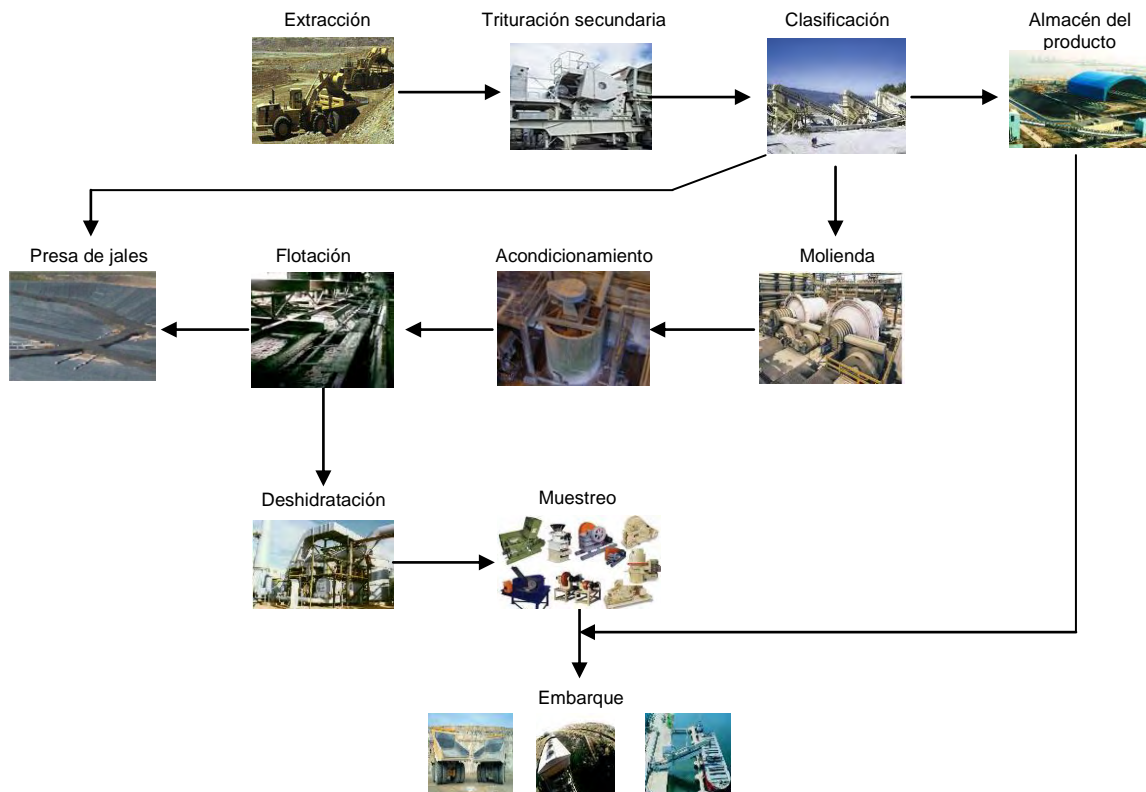 Extracción
Trituración secundaria
Clasificación
Almacén del
producto
Presa de jales
Flotación
Acondicionamiento
Molienda
Deshidratación
Muestreo
Embarque